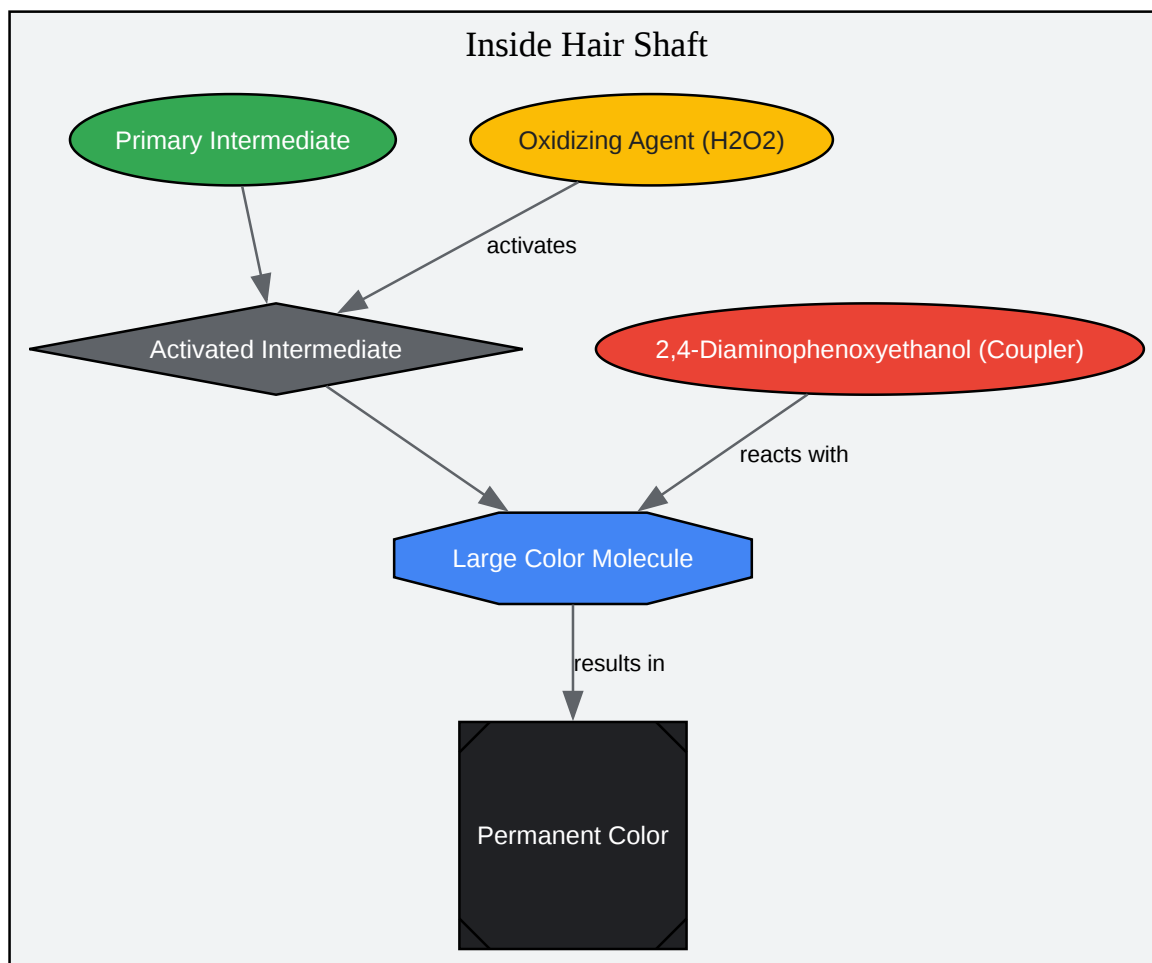 Inside Hair Shaft
Primary Intermediate
Oxidizing Agent (H2O2)
activates
Activated Intermediate
2,4-Diaminophenoxyethanol (Coupler)
reacts with
Large Color Molecule
results in
Permanent Color